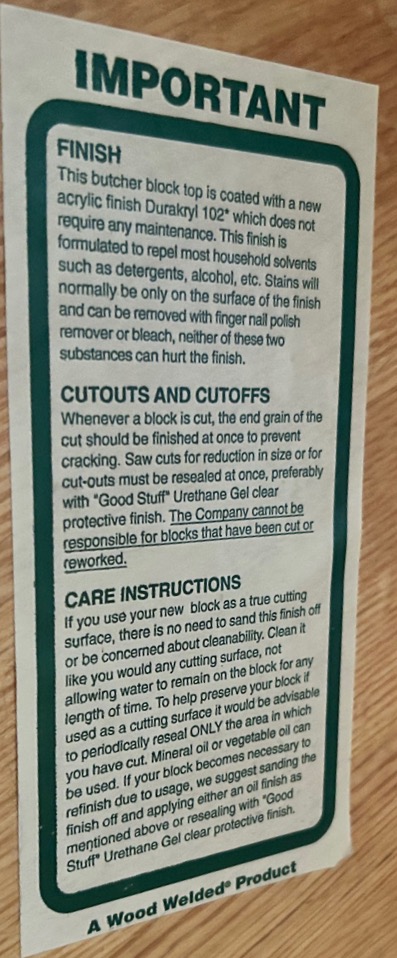 IMPORTANT
FINISH
This butcher block top is coated with a new
acrylic finish Durakryl 102* which does not
require any maintenance. This finish is
formulated to repel most household solvents
such as detergents, alcohol, etc. Stains will
normally be only on the surface of the finish
and can be removed with finger nail polish
remover or bleach, neither of these two
substances can hurt the finish.
CUTOUTS AND CUTOFFS
Whenever a block is cut, the end grain of the
cut should be finished at once to prevent
cracking. Saw cuts for reduction in size or for
cut-outs must be resealed at once, preferably
with "Good Stuff" Urethane Gel clear
protective finish. The Company cannot be
responsible for blocks that have been cut or
reworked.
CARE INSTRUCTIONS
If you use your new block as a true cutting
surface, there is no need to sand this finish off
or be concerned about cleanability. Clean it
like you would any cutting surface, not
allowing water to remain on the block for any
length of time. To help preserve your block if
used as a cutting surface it would be advisable
to periodically reseal ONLY the area in which
you have cut. Mineral oil or vegetable oil can
be used. If your block becomes necessary to
refinish due to usage, we suggest sanding the
finish off and applying either an oil finish as
mentioned above or resealing with "Good
Stuff" Urethane Gel clear protective finish.
A Wood Welded® Product